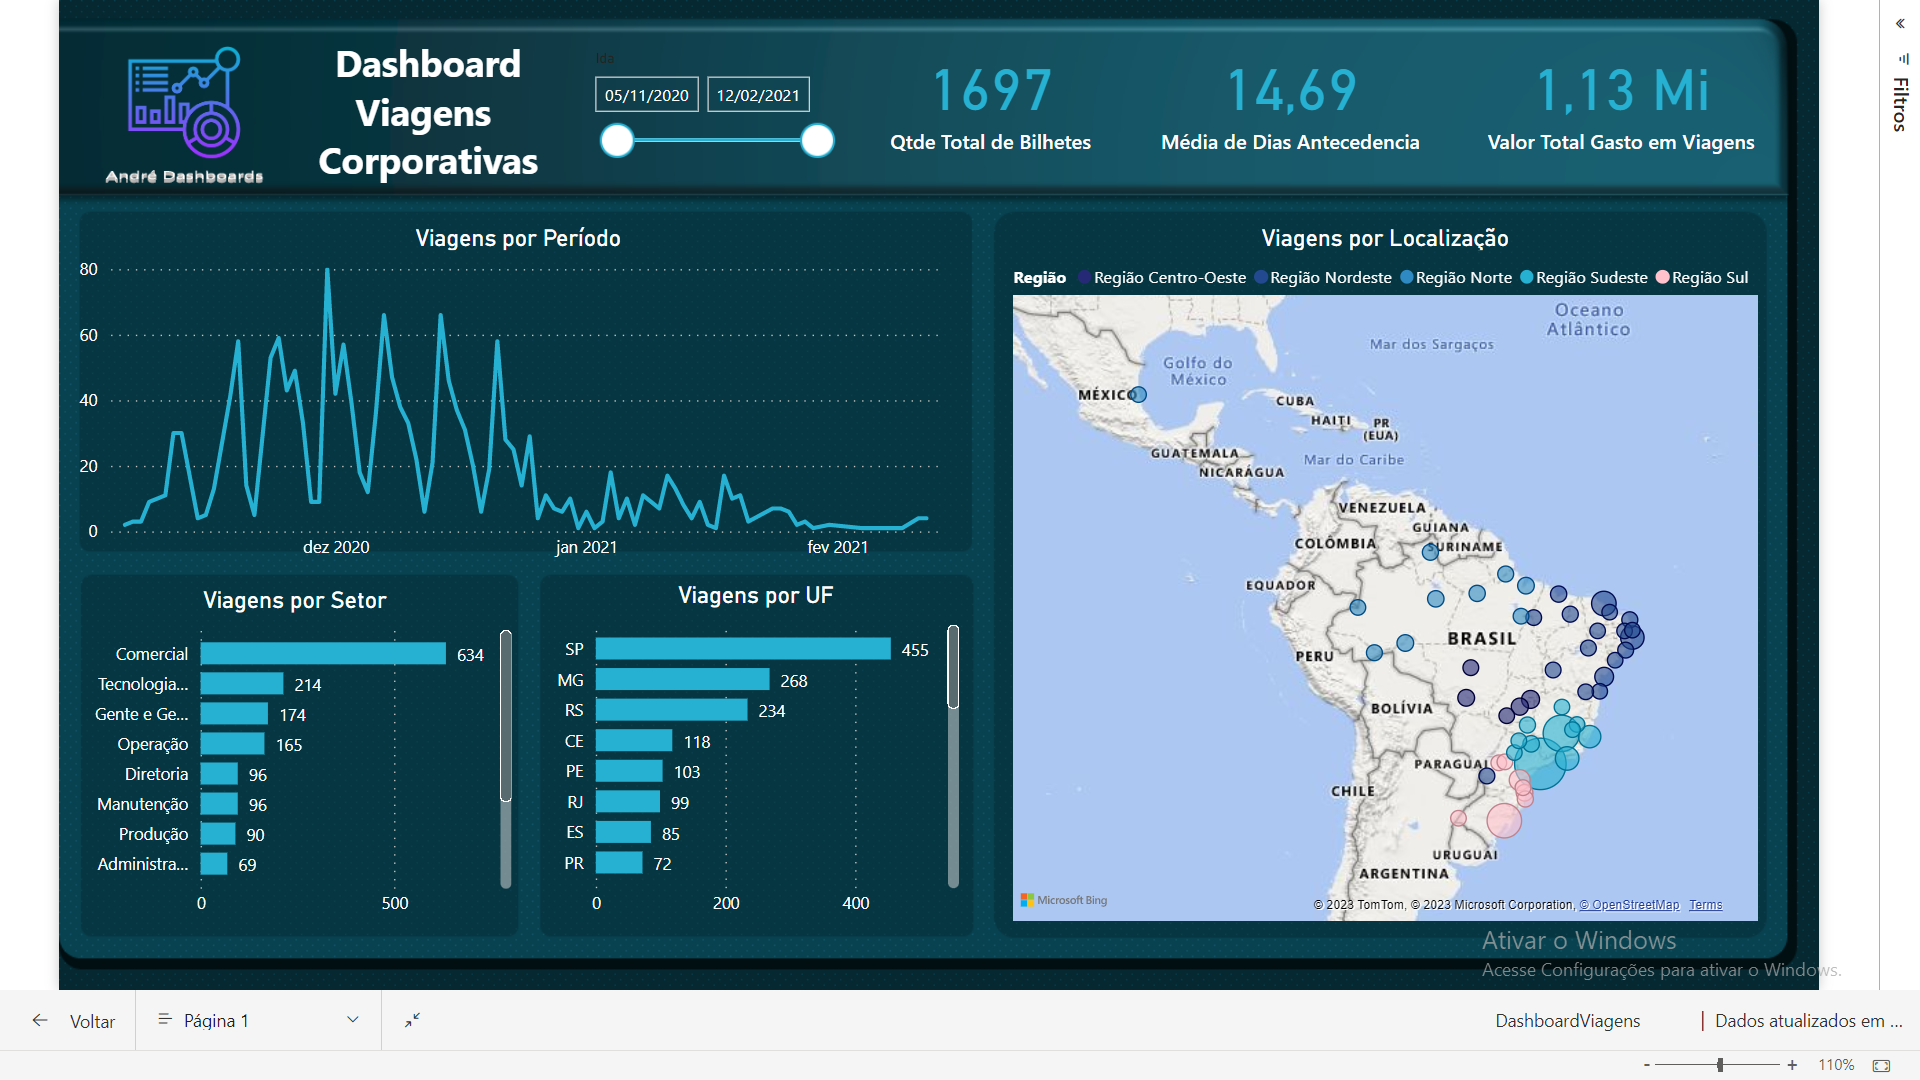 Dashboard
Viagens
Corporativas
André Dashboards
Ida
05/11/2020 12/02/2021
1697
Qtde Total de Bilhetes
14,69
Média de Dias Antecedencia
1,13 Mi
Valor Total Gasto em Viagens
Filtros
Viagens por Período
80
60
40
20
0
dez 2020 jan 2021 fev 2021
Viagens por Setor
Comercial 634
Tecnologia... 214
Gente e Ge... 174
Operação 165
Diretoria 96
Manutenção 96
Produção 90
Administra... 69
0 500
Viagens por UF
SP 455
MG 268
RS 234
CE 118
PE 103
RJ 99
ES 85
PR 72
0 200 400
Viagens por Localização
Região Região Centro-Oeste Região Nordeste Região Norte Região Sudeste Região Sul
Oceano
Atlântico
Mar dos Sargaços
Golfo do
México
MÉXICO
CUBA
HAITI
PR
(EUA)
GUATEMALA
Mar do Caribe
NICARÁGUA
VENEZUELA
GUIANA
COLÔMBIA
SURINAME
EQUADOR
BRASIL
PERU
BOLÍVIA
PARAGUAI
CHILE
URUGUAI
ARGENTINA
Microsoft Bing
© 2023 TomTom, © 2023 Microsoft Corporation, © OpenStreetMap Terms
Ativar o Windows
Acesse Configurações para ativar o Windows.
Voltar
Página 1
DashboardViagens | Dados atualizados em ...
- + 110%